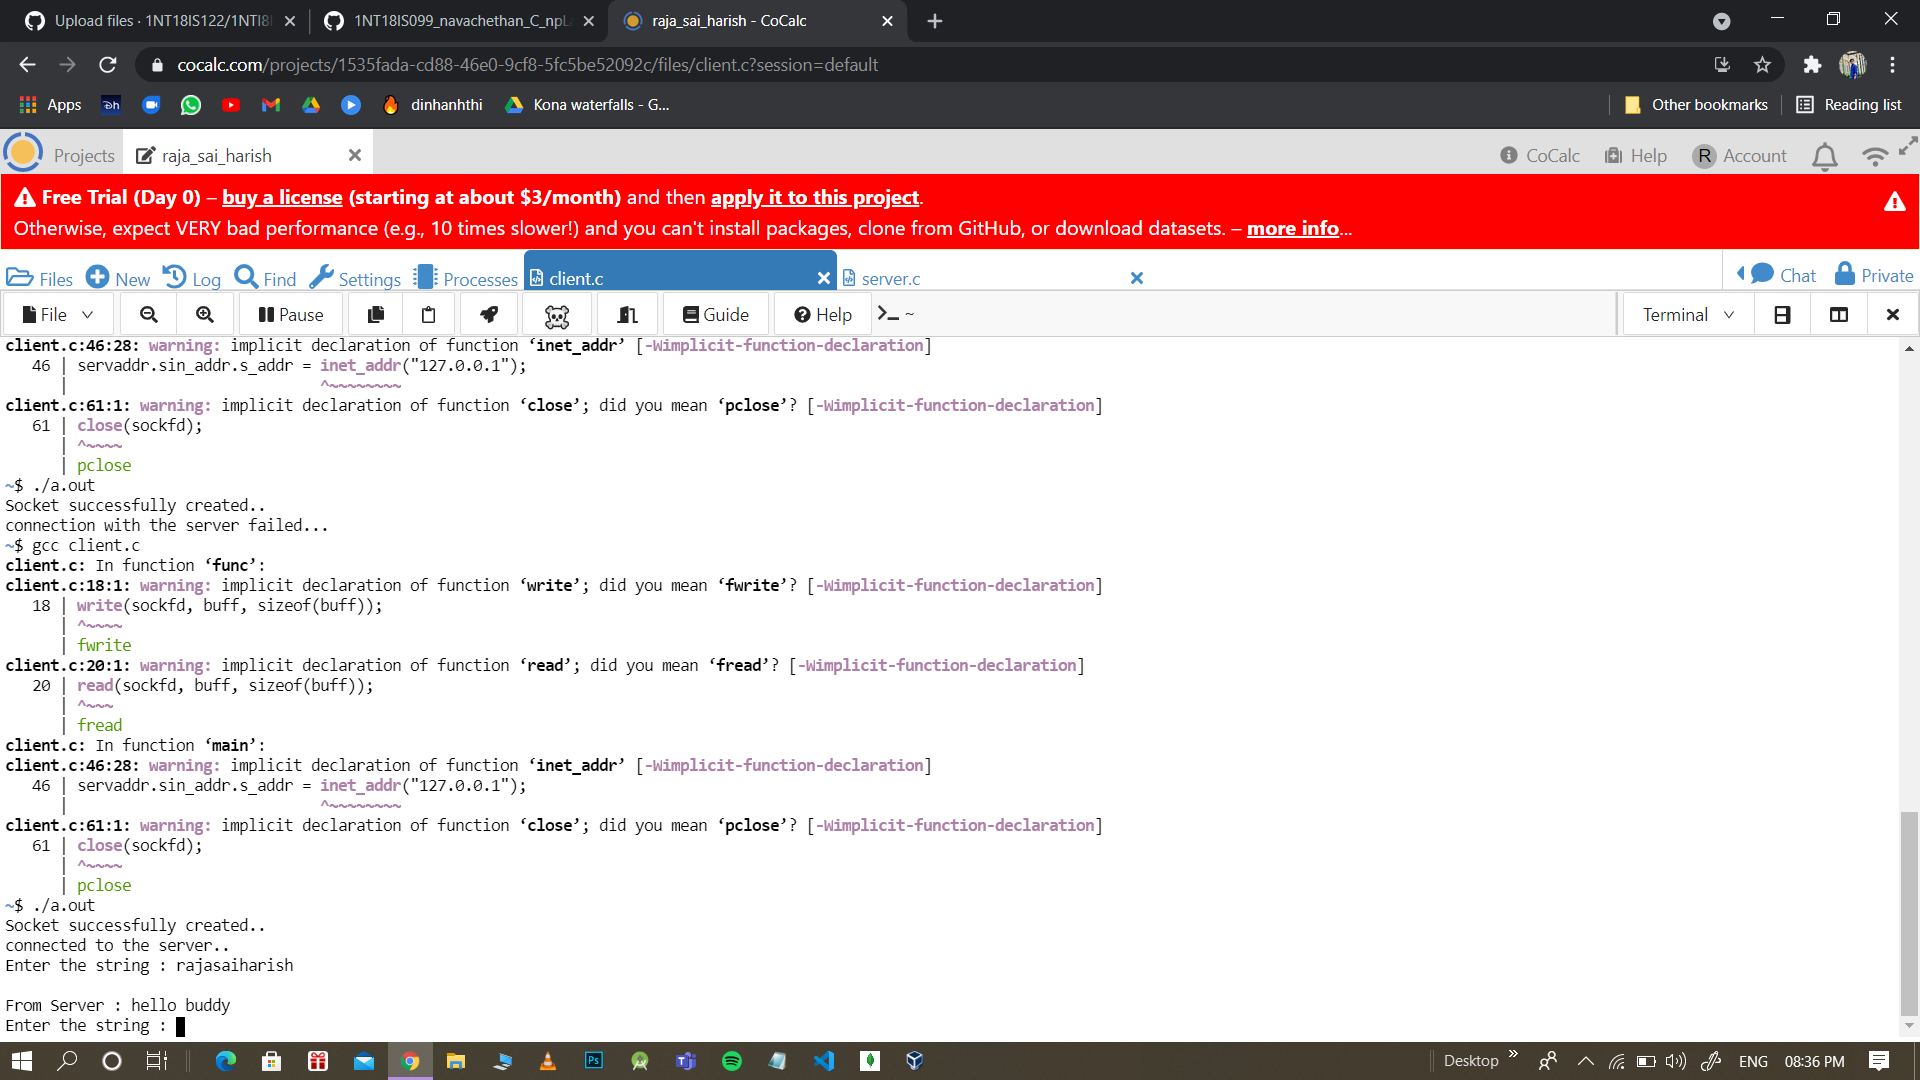 Upload files · 1NT18IS122/1NTI8I
1NT18IS099_navachethan_C_npL
raja_sai_harish - CoCalc
cocalc.com/projects/1535fada-cd88-46e0-9cf8-5fc5be52092c/files/client.c?session=default
Apps
Dh
dinhanhthi
Kona waterfalls - G...
Other bookmarks
Reading list
Projects
raja_sai_harish
CoCalc
Help
R Account
Free Trial (Day 0) – buy a license (starting at about $3/month) and then apply it to this project.
Otherwise, expect VERY bad performance (e.g., 10 times slower!) and you can't install packages, clone from GitHub, or download datasets. – more info...
Files
New
Log
Find
Settings
Processes
client.c
server.c
Chat
Private
File
Pause
Guide
Help
>_ ~
Terminal
client.c:46:28: warning: implicit declaration of function ‘inet_addr’ [-Wimplicit-function-declaration]
46 | servaddr.sin_addr.s_addr = inet_addr("127.0.0.1");
| ^~~~~~~~~
client.c:61:1: warning: implicit declaration of function ‘close’; did you mean ‘pclose’? [-Wimplicit-function-declaration]
61 | close(sockfd);
| ^~~~~
| pclose
~$ ./a.out
Socket successfully created..
connection with the server failed...
~$ gcc client.c
client.c: In function ‘func’:
client.c:18:1: warning: implicit declaration of function ‘write’; did you mean ‘fwrite’? [-Wimplicit-function-declaration]
18 | write(sockfd, buff, sizeof(buff));
| ^~~~~
| fwrite
client.c:20:1: warning: implicit declaration of function ‘read’; did you mean ‘fread’? [-Wimplicit-function-declaration]
20 | read(sockfd, buff, sizeof(buff));
| ^~~~
| fread
client.c: In function ‘main’:
client.c:46:28: warning: implicit declaration of function ‘inet_addr’ [-Wimplicit-function-declaration]
46 | servaddr.sin_addr.s_addr = inet_addr("127.0.0.1");
| ^~~~~~~~~
client.c:61:1: warning: implicit declaration of function ‘close’; did you mean ‘pclose’? [-Wimplicit-function-declaration]
61 | close(sockfd);
| ^~~~~
| pclose
~$ ./a.out
Socket successfully created..
connected to the server..
Enter the string : rajasaiharish
From Server : hello buddy
Enter the string :
Ps
Desktop
ENG
08:36 PM